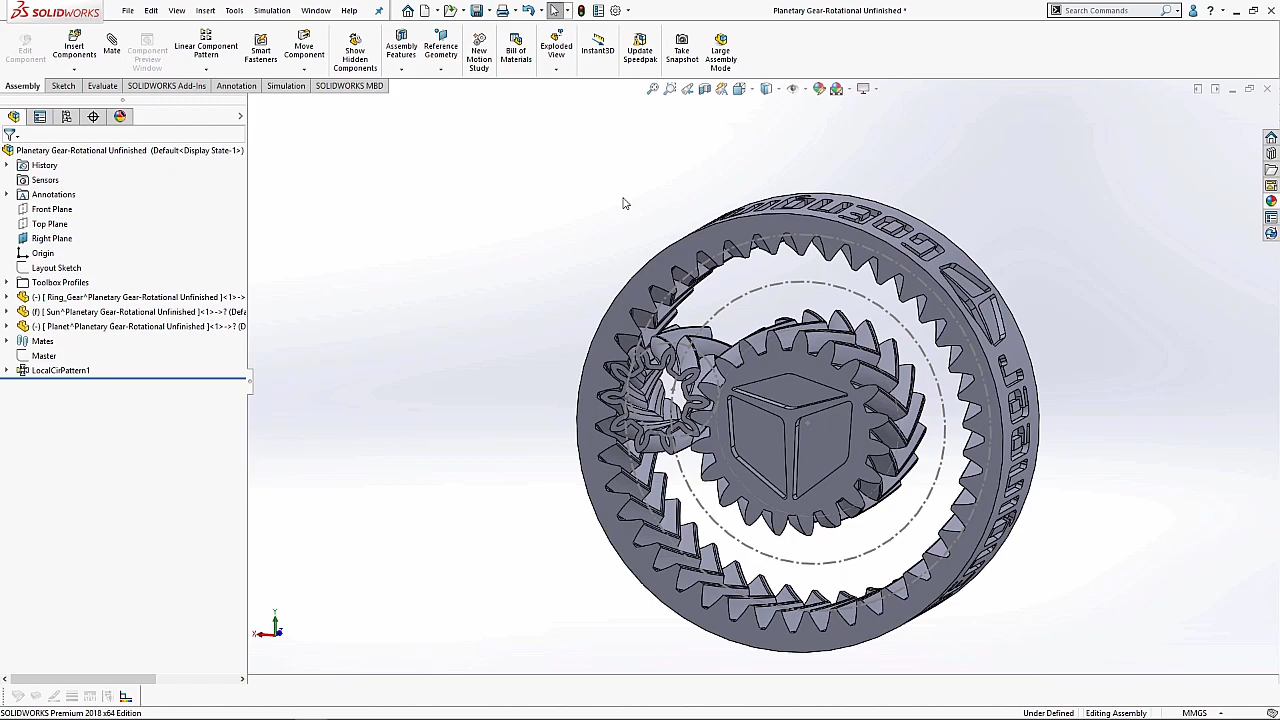 SOLIDWORKS
File Edit View Insert Tools Simulation Window Help
Planetary Gear-Rotational Unfinished *
Search Commands
Edit Component
Insert Components
Mate
Component Preview Window
Linear Component Pattern
Smart Fasteners
Move Component
Show Hidden Components
Assembly Features
Reference Geometry
New Motion Study
Bill of Materials
Exploded View
Instant3D
Update Speedpak
Take Snapshot
Large Assembly Mode
Assembly Sketch Evaluate SOLIDWORKS Add-Ins Annotation Simulation SOLIDWORKS MBD
Planetary Gear-Rotational Unfinished (Default<Display State-1>)
History
Sensors
Annotations
Front Plane
Top Plane
Right Plane
Origin
Layout Sketch
Toolbox Profiles
(-) [ Ring_Gear^Planetary Gear-Rotational Unfinished ]<1>->
(f) [ Sun^Planetary Gear-Rotational Unfinished ]<1>->? (Defa
(-) [ Planet^Planetary Gear-Rotational Unfinished ]<1>->? (D
Mates
Master
LocalCirPattern1
Y
X
Z
SOLIDWORKS Premium 2018 x64 Edition
Under Defined Editing Assembly MMGS